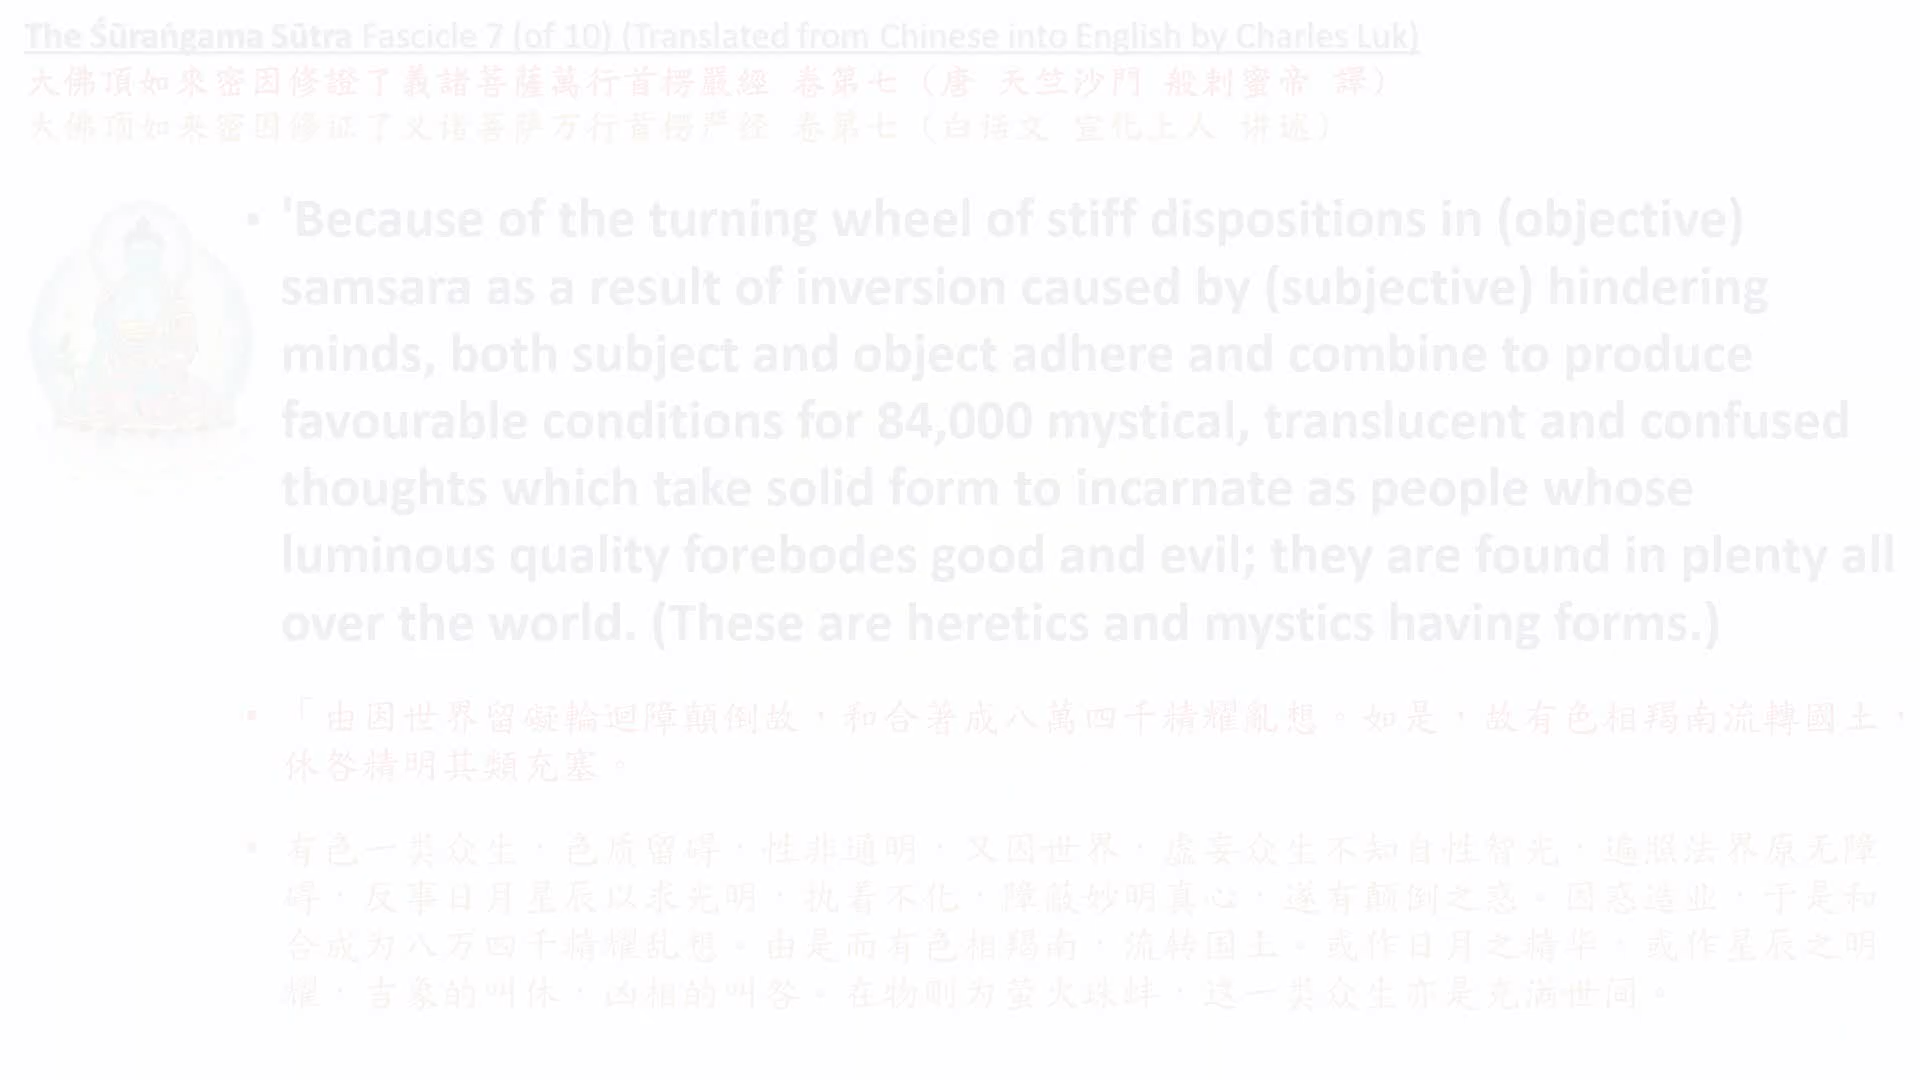 The Śūraṅgama Sūtra Fascicle 7 (of 10) (Translated from Chinese into English by Charles Luk)
大佛頂如來密因修證了義諸菩薩萬行首楞嚴經 卷第七（唐 天竺沙門 般剌蜜帝 譯）
大佛顶如来密因修证了义诸菩萨万行首楞严经 卷第七（白话文 宣化上人 讲述）
• 'Because of the turning wheel of stiff dispositions in (objective)
samsara as a result of inversion caused by (subjective) hindering
minds, both subject and object adhere and combine to produce
favourable conditions for 84,000 mystical, translucent and confused
thoughts which take solid form to incarnate as people whose
luminous quality forebodes good and evil; they are found in plenty all
over the world. (These are heretics and mystics having forms.)
• 「由因世界留礙輪迴障顛倒故，和合著成八萬四千精耀亂想。如是，故有色相羯南流轉國土，
休咎精明其類充塞。
• 有色一类众生，色质留碍，性非通明，又因世界，虚妄众生不知自性智光，遍照法界原无障
碍，反事日月星辰以求光明，执着不化，障蔽妙明真心，遂有颠倒之惑。因惑造业，于是和
合成为八万四千精耀乱想。由是而有色相羯南，流转国土。或作日月之精华，或作星辰之明
耀，吉象的叫休，凶相的叫咎。在物则为萤火珠蚌，这一类众生亦是充满世间。